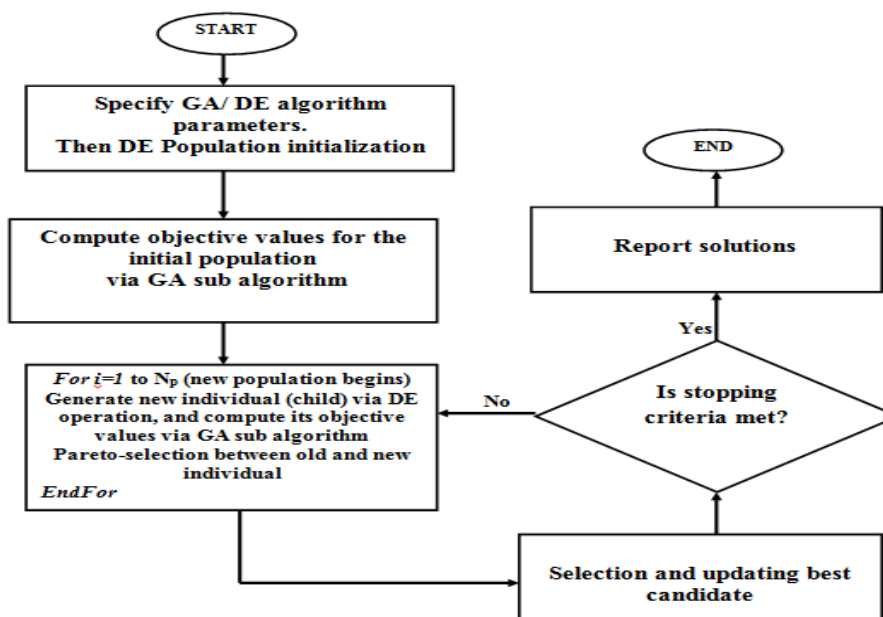 START
Specify GA/ DE algorithm
parameters.
Then DE Population initialization
Compute objective values for the
initial population
via GA sub algorithm
For i=1 to Np (new population begins)
Generate new individual (child) via DE
operation, and compute its objective
values via GA sub algorithm
Pareto-selection between old and new
individual
EndFor
Selection and updating best
candidate
Is stopping
criteria met?
No
Yes
Report solutions
END